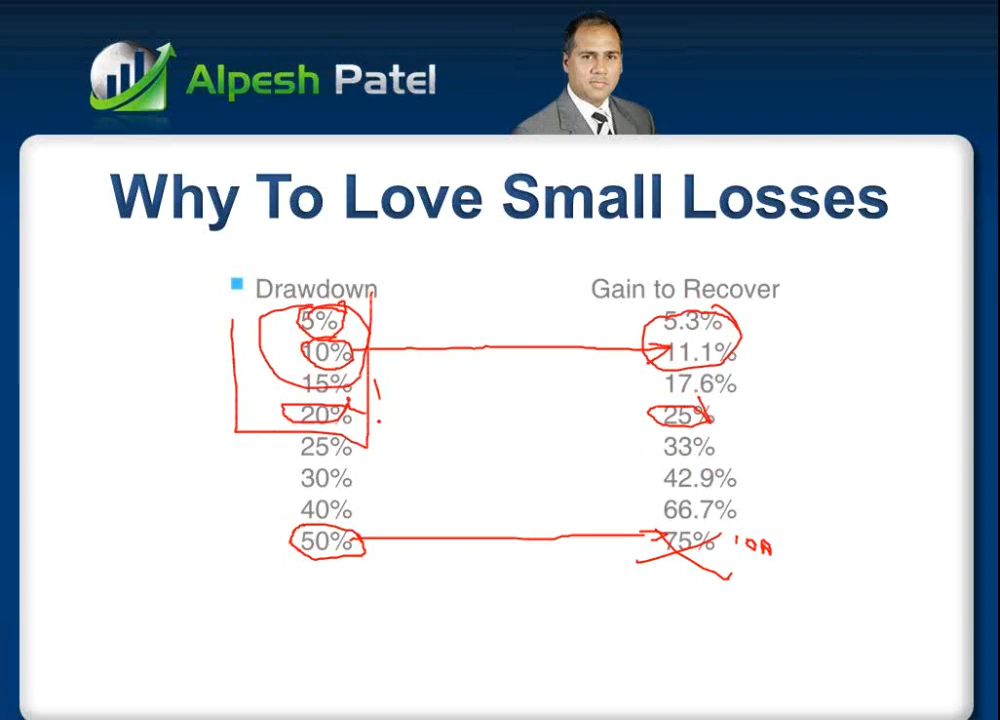 Alpesh Patel
Why To Love Small Losses
Drawdown Gain to Recover
5% 5.3%
10% 11.1%
15% 17.6%
20% 25%
25% 33%
30% 42.9%
40% 66.7%
50% 75%